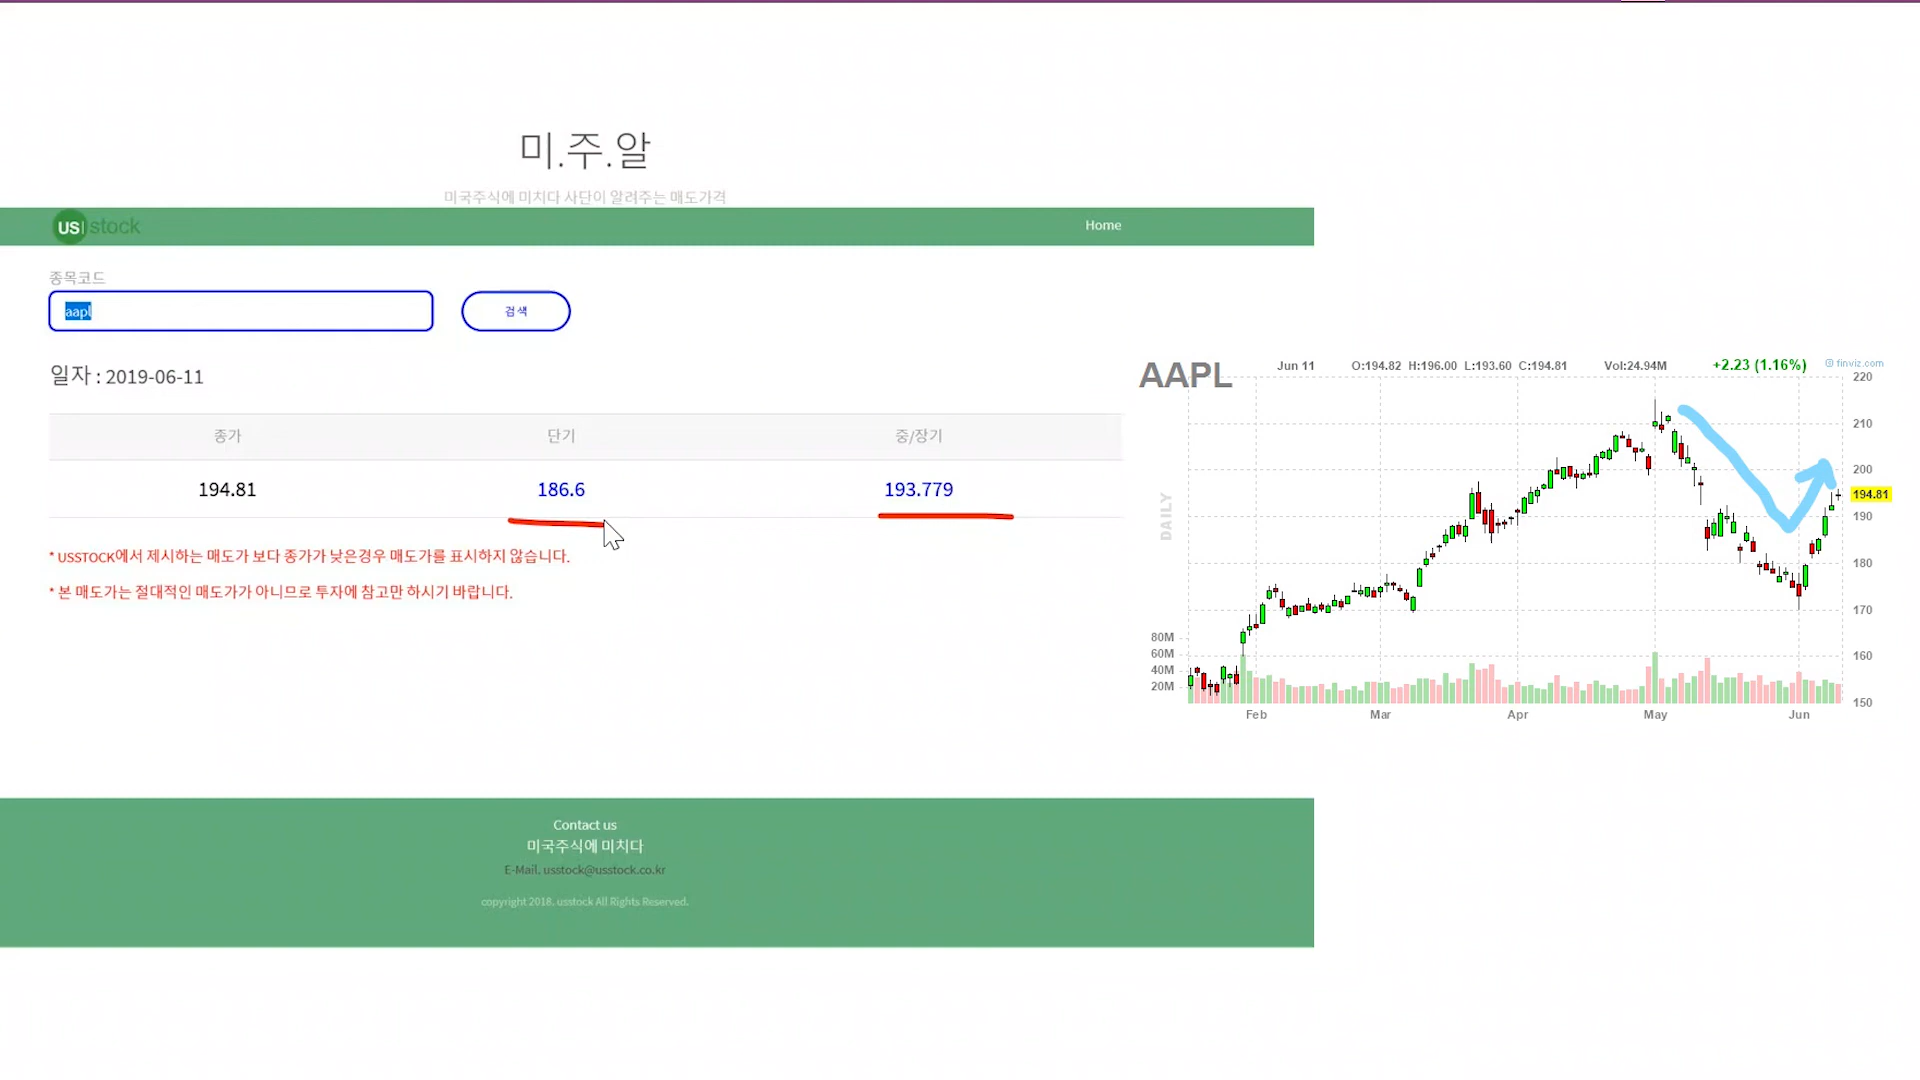 미.주.알
미국주식에 미치다 사단이 알려주는 매도가격
US stock
Home
종목코드
aapl
검색
일자 : 2019-06-11
종가 단기 중/장기
194.81 186.6 193.779
* USSTOCK에서 제시하는 매도가 보다 종가가 낮은경우 매도가를 표시하지 않습니다.
* 본 매도가는 절대적인 매도가가 아니므로 투자에 참고만 하시기 바랍니다.
AAPL Jun 11 O:194.82 H:196.00 L:193.60 C:194.81 Vol:24.94M +2.23 (1.16%) © finviz.com
220
210
200
194.81
190
180
170
160
150
DAILY
80M
60M
40M
20M
Feb Mar Apr May Jun
Contact us
미국주식에 미치다
E-Mail. usstock@usstock.co.kr
copyright 2018. usstock All Rights Reserved.